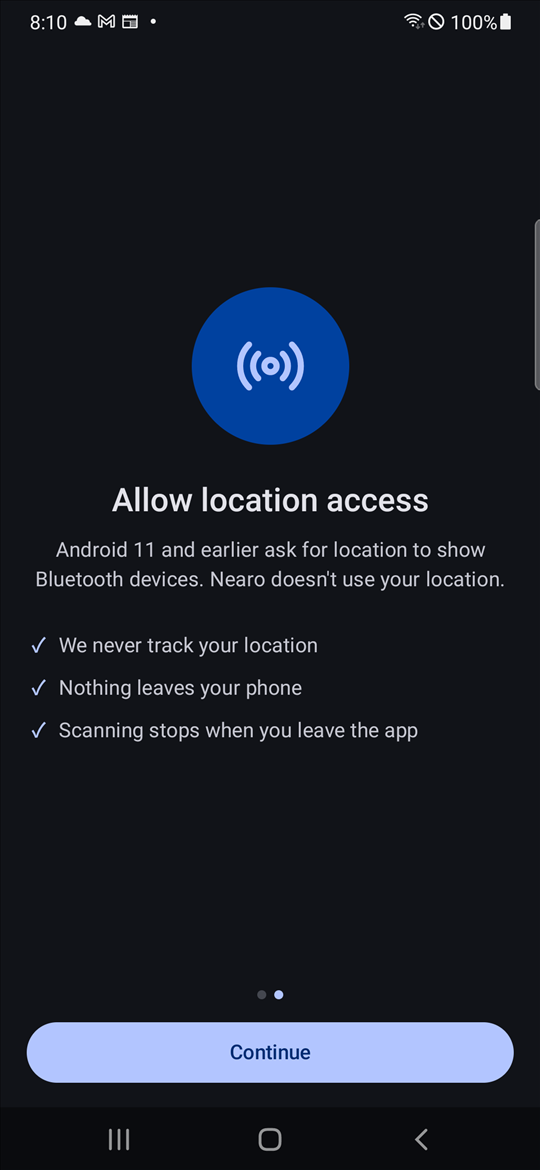 8:10
100%
Allow location access
Android 11 and earlier ask for location to show
Bluetooth devices. Nearo doesn't use your location.
✓ We never track your location
✓ Nothing leaves your phone
✓ Scanning stops when you leave the app
Continue